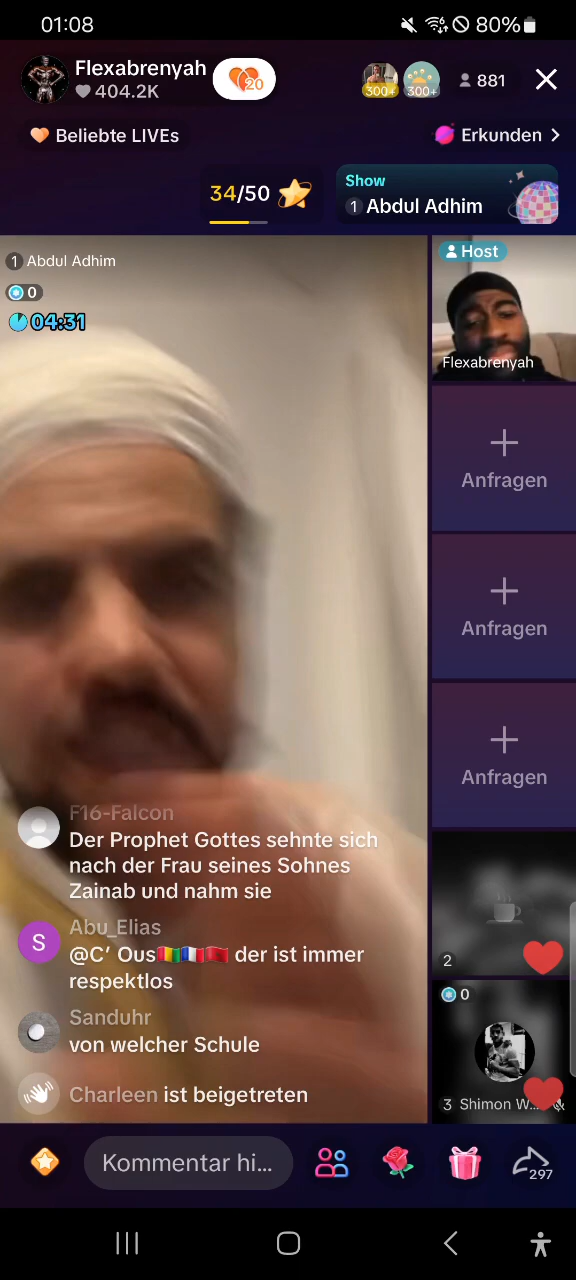 01:08
80%
Flexabrenyah
404.2K
20
300+
300+
881
Beliebte LIVEs
Erkunden
34/50
Show
1 Abdul Adhim
1 Abdul Adhim
0
04:31
Host
Flexabrenyah
Anfragen
Anfragen
Anfragen
F16-Falcon
Der Prophet Gottes sehnte sich
nach der Frau seines Sohnes
Zainab und nahm sie
S
Abu_Elias
@C’ Ous🇬🇳🇫🇷🇲🇦 der ist immer
respektlos
Sanduhr
von welcher Schule
Charleen ist beigetreten
2
0
3 Shimon W...
Kommentar hi...
297